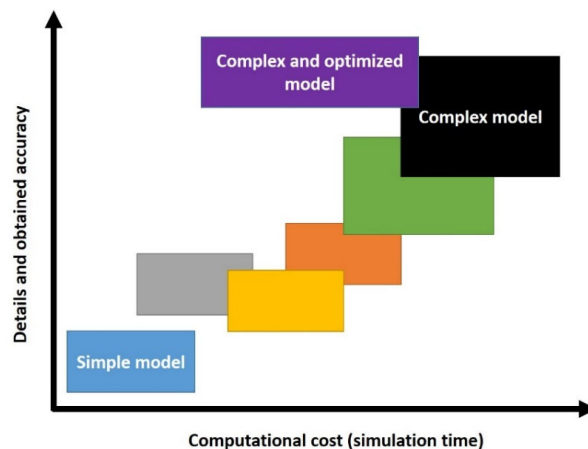 Complex and optimized
model
Complex model
Simple model
Details and obtained accuracy
Computational cost (simulation time)